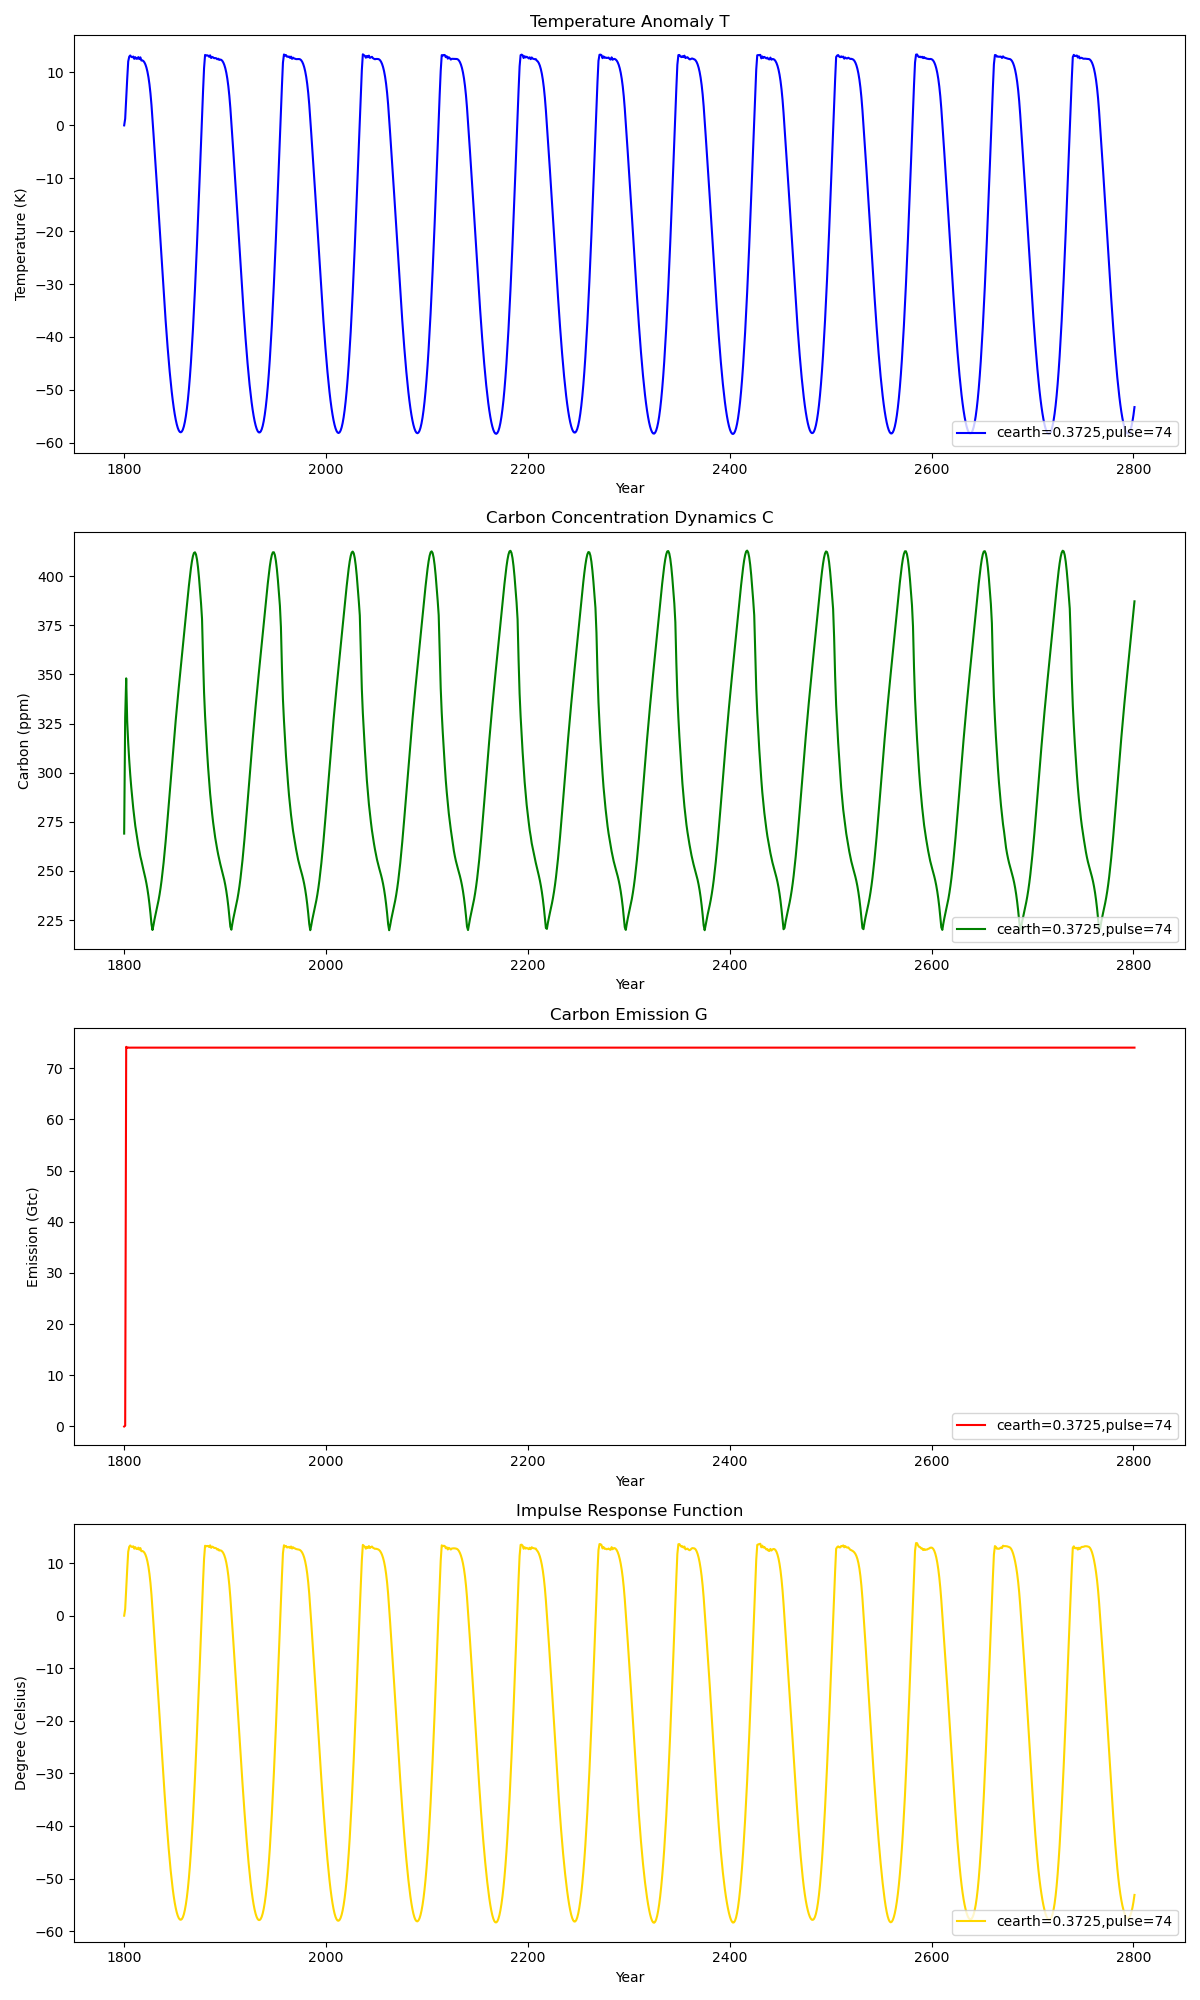 Temperature Anomaly T
10
0
−10
−20
−30
−40
−50
−60
Temperature (K)
cearth=0.3725,pulse=74
1800 2000 2200 2400 2600 2800
Year
Carbon Concentration Dynamics C
400
375
350
325
300
275
250
225
Carbon (ppm)
cearth=0.3725,pulse=74
1800 2000 2200 2400 2600 2800
Year
Carbon Emission G
70
60
50
40
30
20
10
0
Emission (Gtc)
cearth=0.3725,pulse=74
1800 2000 2200 2400 2600 2800
Year
Impulse Response Function
10
0
−10
−20
−30
−40
−50
−60
Degree (Celsius)
cearth=0.3725,pulse=74
1800 2000 2200 2400 2600 2800
Year